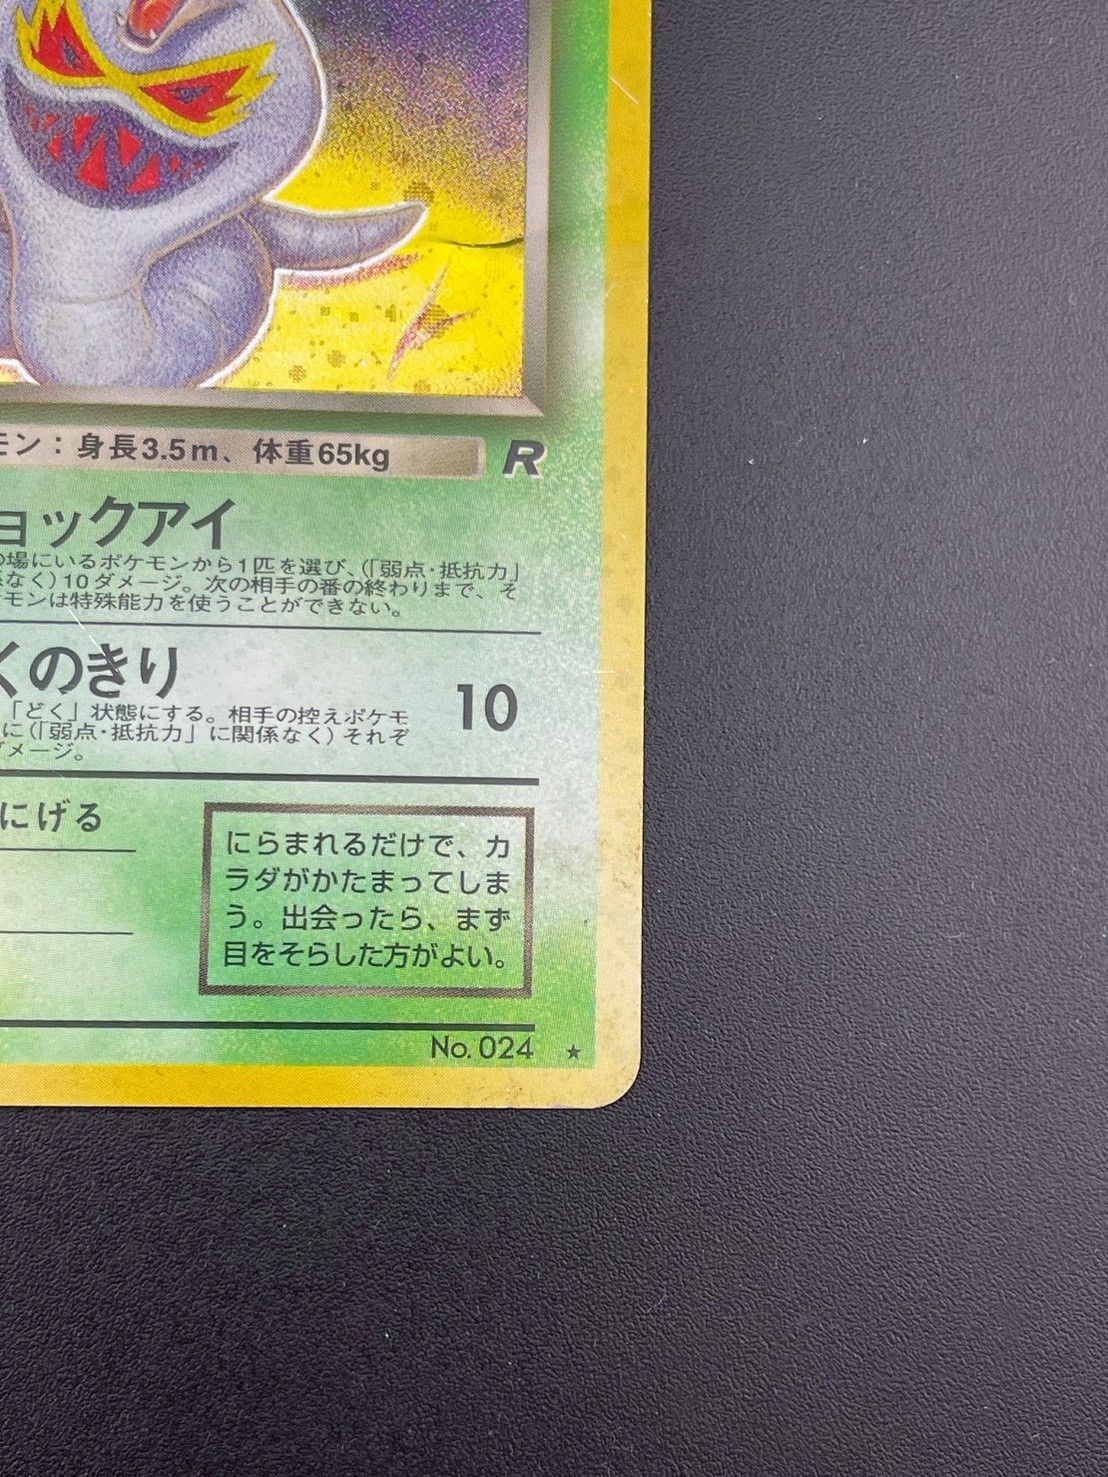 モン：身長3.5m、体重65kg
R
ョックアイ
の場にいるポケモンから1匹を選び、（「弱点・抵抗力」
係なく）10ダメージ。次の相手の番の終わりまで、そ
ケモンは特殊能力を使うことができない。
くのきり
10
「どく」状態にする。相手の控えポケモ
に（「弱点・抵抗力」に関係なく）それぞ
ダメージ。
にげる
にらまれるだけで、カ
ラダがかたまってしま
う。出会ったら、まず
目をそらした方がよい。
No. 024 ★